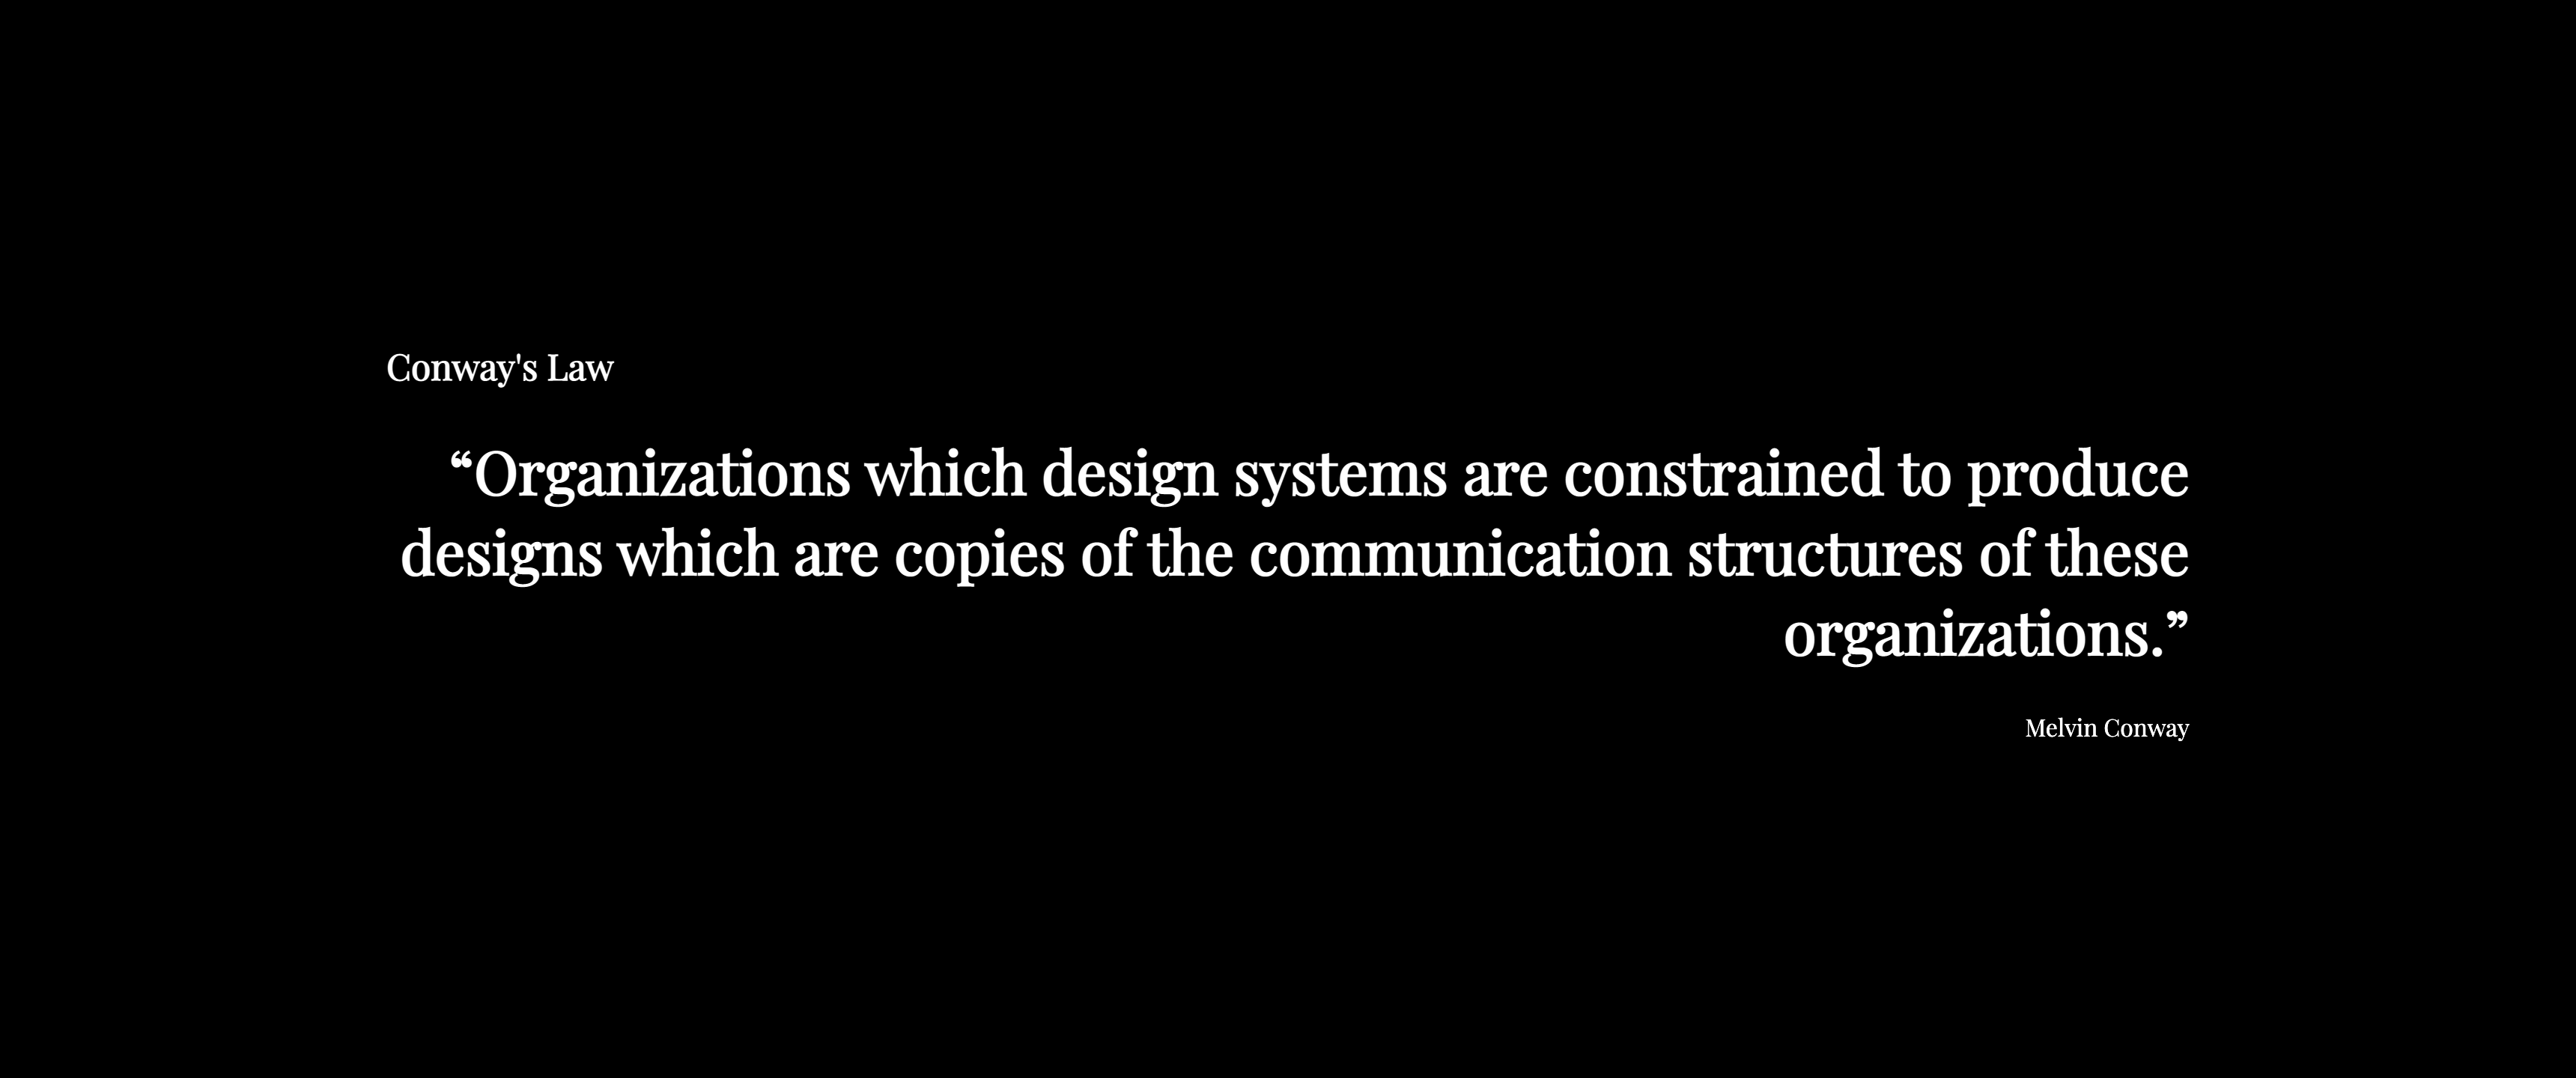 Conway's Law
“Organizations which design systems are constrained to produce
designs which are copies of the communication structures of these
organizations.”
Melvin Conway